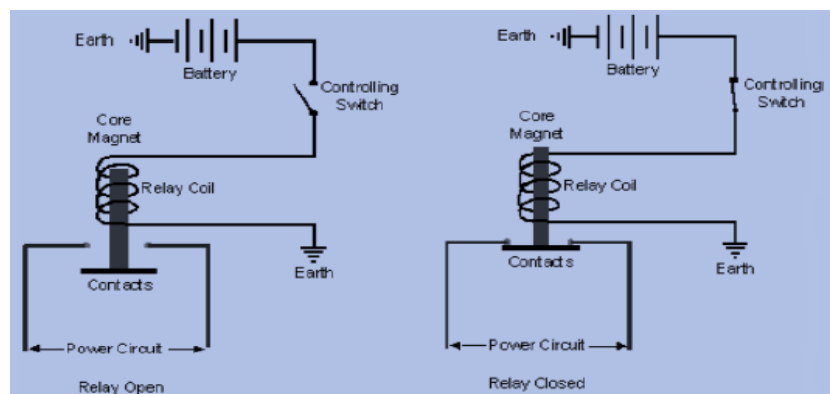 Earth
Battery
Controlling
Switch
Core
Magnet
Relay Coil
Earth
Contacts
Power Circuit
Relay Open
Earth
Battery
Controlling
Switch
Core
Magnet
Relay Coil
Earth
Contacts
Power Circuit
Relay Closed